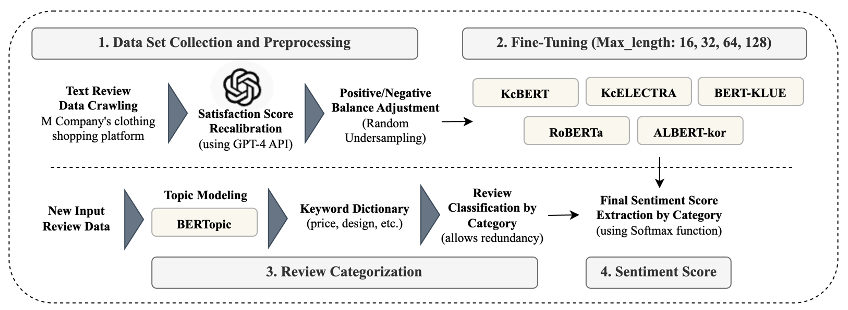 1. Data Set Collection and Preprocessing
2. Fine-Tuning (Max_length: 16, 32, 64, 128)
Text Review
Data Crawling
M Company's clothing
shopping platform
Satisfaction Score
Recalibration
(using GPT-4 API)
Positive/Negative
Balance Adjustment
(Random
Undersampling)
KcBERT
KcELECTRA
BERT-KLUE
RoBERTa
ALBERT-kor
New Input
Review Data
Topic Modeling
BERTopic
Keyword Dictionary
(price, design, etc.)
Review
Classification by
Category
(allows redundancy)
Final Sentiment Score
Extraction by Category
(using Softmax function)
3. Review Categorization
4. Sentiment Score